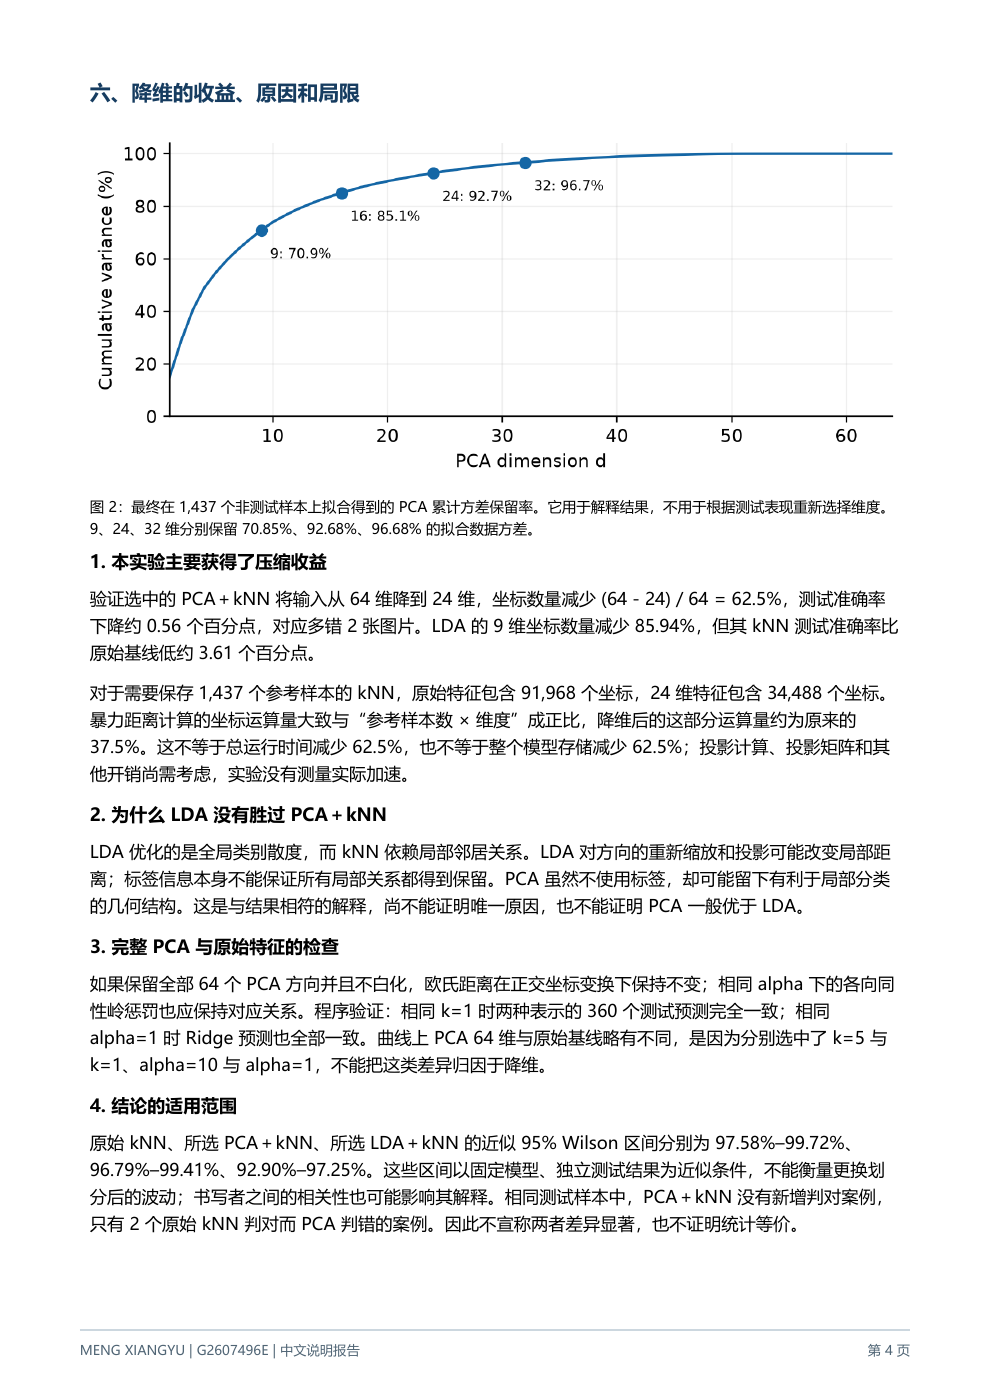 六、降维的收益、原因和局限
100
80
60
40
20
0
Cumulative variance (%)
9: 70.9%
16: 85.1%
24: 92.7%
32: 96.7%
10 20 30 40 50 60
PCA dimension d
图 2：最终在 1,437 个非测试样本上拟合得到的 PCA 累计方差保留率。它用于解释结果，不用于根据测试表现重新选择维度。
9、24、32 维分别保留 70.85%、92.68%、96.68% 的拟合数据方差。
1. 本实验主要获得了压缩收益
验证选中的 PCA + kNN 将输入从 64 维降到 24 维，坐标数量减少 (64 - 24) / 64 = 62.5%，测试准确率
下降约 0.56 个百分点，对应多错 2 张图片。LDA 的 9 维坐标数量减少 85.94%，但其 kNN 测试准确率比
原始基线低约 3.61 个百分点。
对于需要保存 1,437 个参考样本的 kNN，原始特征包含 91,968 个坐标，24 维特征包含 34,488 个坐标。
暴力距离计算的坐标运算量大致与“参考样本数 × 维度”成正比，降维后的这部分运算量约为原来的
37.5%。这不等于总运行时间减少 62.5%，也不等于整个模型存储减少 62.5%；投影计算、投影矩阵和其
他开销尚需考虑，实验没有测量实际加速。
2. 为什么 LDA 没有胜过 PCA + kNN
LDA 优化的是全局类别散度，而 kNN 依赖局部邻居关系。LDA 对方向的重新缩放和投影可能改变局部距
离；标签信息本身不能保证所有局部关系都得到保留。PCA 虽然不使用标签，却可能留下有利于局部分类
的几何结构。这是与结果相符的解释，尚不能证明唯一原因，也不能证明 PCA 一般优于 LDA。
3. 完整 PCA 与原始特征的检查
如果保留全部 64 个 PCA 方向并且不白化，欧氏距离在正交坐标变换下保持不变；相同 alpha 下的各向同
性岭惩罚也应保持对应关系。程序验证：相同 k=1 时两种表示的 360 个测试预测完全一致；相同
alpha=1 时 Ridge 预测也全部一致。曲线上 PCA 64 维与原始基线略有不同，是因为分别选中了 k=5 与
k=1、alpha=10 与 alpha=1，不能把这类差异归因于降维。
4. 结论的适用范围
原始 kNN、所选 PCA + kNN、所选 LDA + kNN 的近似 95% Wilson 区间分别为 97.58%–99.72%、
96.79%–99.41%、92.90%–97.25%。这些区间以固定模型、独立测试结果为近似条件，不能衡量更换划
分后的波动；书写者之间的相关性也可能影响其解释。相同测试样本中，PCA + kNN 没有新增判对案例，
只有 2 个原始 kNN 判对而 PCA 判错的案例。因此不宣称两者差异显著，也不证明统计等价。
MENG XIANGYU | G2607496E | 中文说明报告
第 4 页